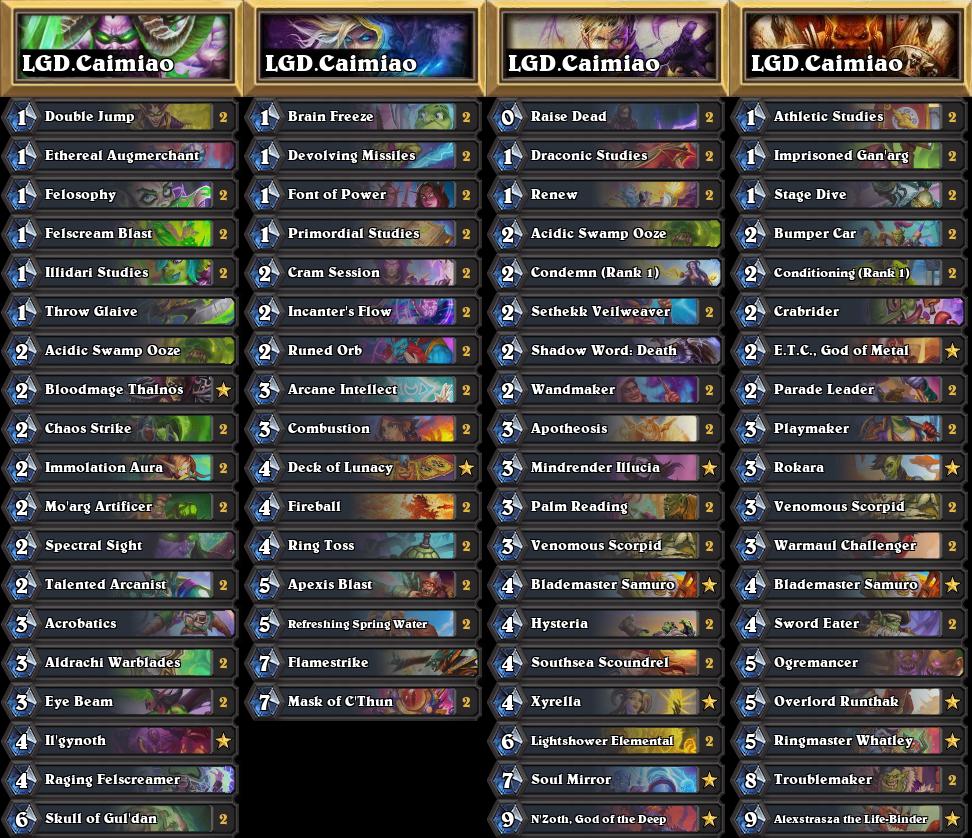 LGD.Caimiao
1 Double Jump 2
1 Ethereal Augmerchant
1 Felosophy 2
1 Felscream Blast 2
1 Illidari Studies 2
1 Throw Glaive
2 Acidic Swamp Ooze
2 Bloodmage Thalnos
2 Chaos Strike 2
2 Immolation Aura 2
2 Mo'arg Artificer 2
2 Spectral Sight
2 Talented Arcanist 2
3 Acrobatics
3 Aldrachi Warblades 2
3 Eye Beam 2
4 Il'gynoth
4 Raging Felscreamer
6 Skull of Gul'dan 2
LGD.Caimiao
1 Brain Freeze 2
1 Devolving Missiles 2
1 Font of Power 2
1 Primordial Studies 2
2 Cram Session 2
2 Incanter's Flow 2
2 Runed Orb 2
3 Arcane Intellect 2
3 Combustion 2
4 Deck of Lunacy
4 Fireball 2
4 Ring Toss 2
5 Apexis Blast 2
5 Refreshing Spring Water 2
7 Flamestrike
7 Mask of C'Thun 2
LGD.Caimiao
0 Raise Dead 2
1 Draconic Studies 2
1 Renew 2
2 Acidic Swamp Ooze
2 Condemn (Rank 1)
2 Sethekk Veilweaver 2
2 Shadow Word: Death
2 Wandmaker 2
3 Apotheosis 2
3 Mindrender Illucia
3 Palm Reading 2
3 Venomous Scorpid 2
4 Blademaster Samuro
4 Hysteria 2
4 Southsea Scoundrel 2
4 Xyrella
6 Lightshower Elemental 2
7 Soul Mirror
9 N'Zoth, God of the Deep
LGD.Caimiao
1 Athletic Studies 2
1 Imprisoned Gan'arg 2
1 Stage Dive 2
2 Bumper Car 2
2 Conditioning (Rank 1) 2
2 Crabrider
2 E.T.C., God of Metal
2 Parade Leader 2
3 Playmaker 2
3 Rokara
3 Venomous Scorpid 2
3 Warmaul Challenger 2
4 Blademaster Samuro
4 Sword Eater 2
5 Ogremancer
5 Overlord Runthak
5 Ringmaster Whatley
8 Troublemaker 2
9 Alexstrasza the Life-Binder